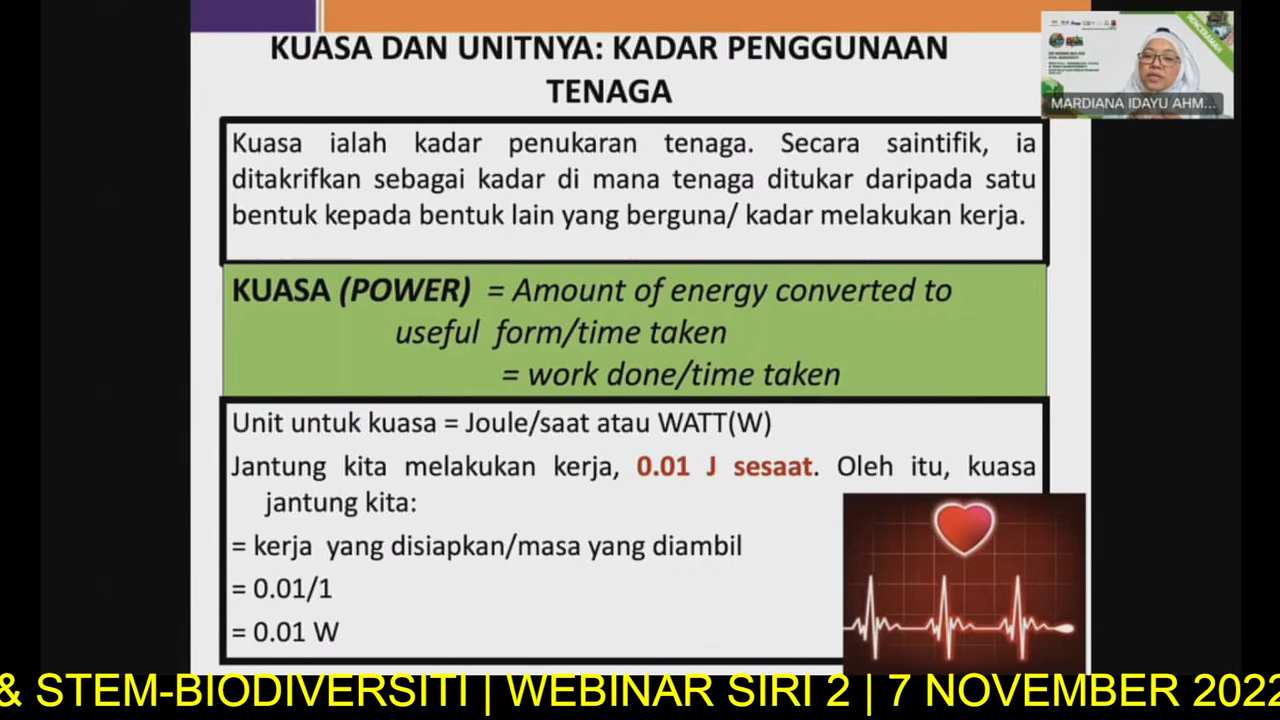 KUASA DAN UNITNYA: KADAR PENGGUNAAN
TENAGA
PENCERAMAH
MARDIANA IDAYU AHM...
Kuasa ialah kadar penukaran tenaga. Secara saintifik, ia
ditakrifkan sebagai kadar di mana tenaga ditukar daripada satu
bentuk kepada bentuk lain yang berguna/ kadar melakukan kerja.
KUASA (POWER) = Amount of energy converted to
useful form/time taken
= work done/time taken
Unit untuk kuasa = Joule/saat atau WATT(W)
Jantung kita melakukan kerja, 0.01 J sesaat. Oleh itu, kuasa
jantung kita:
= kerja yang disiapkan/masa yang diambil
= 0.01/1
= 0.01 W
& STEM-BIODIVERSITI | WEBINAR SIRI 2 | 7 NOVEMBER 2022